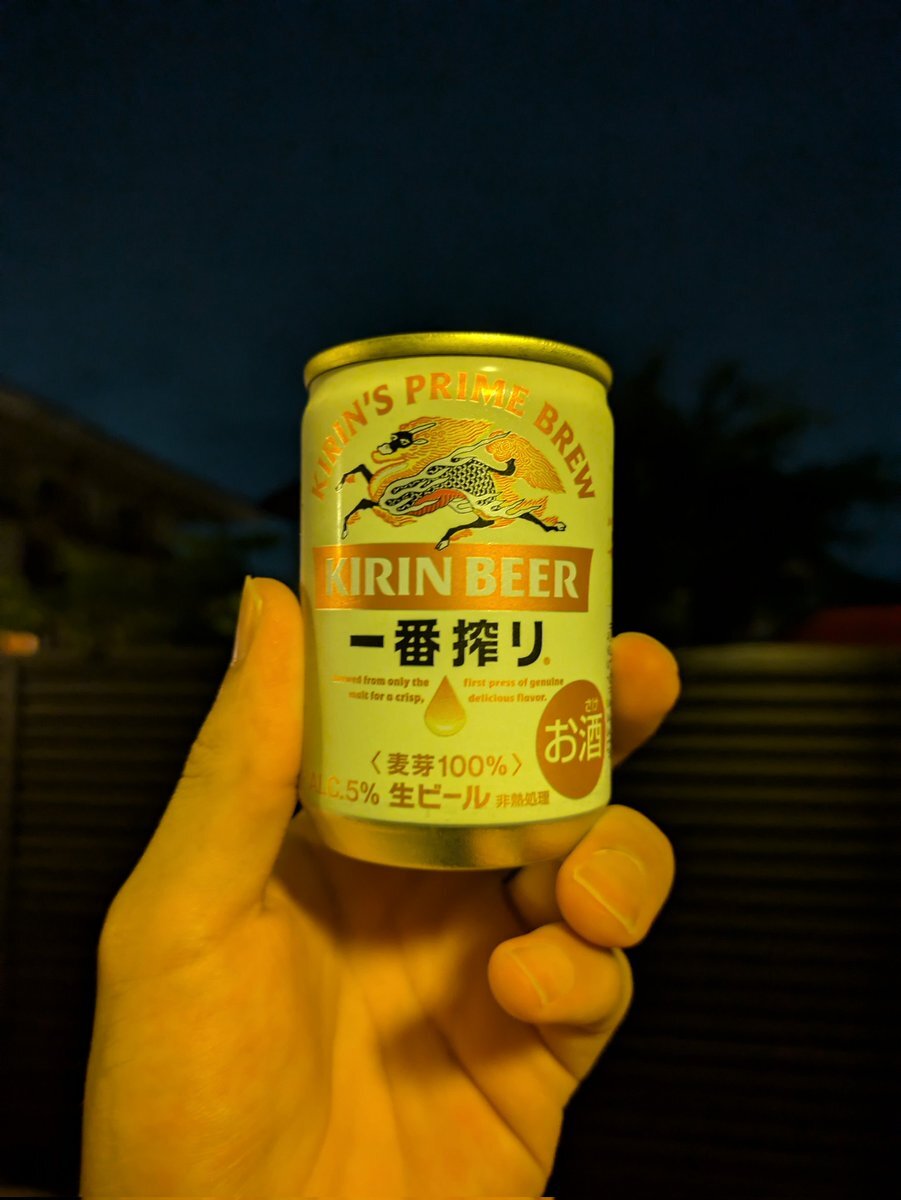 KIRIN'S PRIME BREW
KIRIN BEER
一番搾り
from only the
malt for a crisp,
first press of genuine
delicious flavor.
さけ
お酒
〈麦芽100%〉
ALC.5% 生ビール 非熱処理